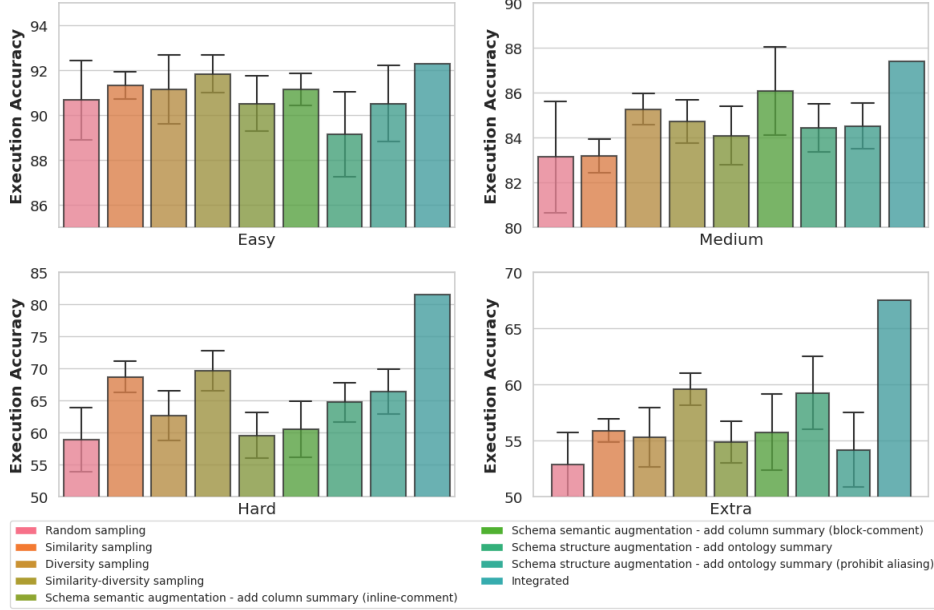 94
92
90
88
86
Execution Accuracy
Easy
88
86
84
82
80
Execution Accuracy
Medium
85
80
75
70
65
60
55
50
Execution Accuracy
Hard
70
65
60
55
50
Execution Accuracy
Extra
Random sampling
Similarity sampling
Diversity sampling
Similarity-diversity sampling
Schema semantic augmentation - add column summary (inline-comment)
Schema semantic augmentation - add column summary (block-comment)
Schema structure augmentation - add ontology summary
Schema structure augmentation - add ontology summary (prohibit aliasing)
Integrated